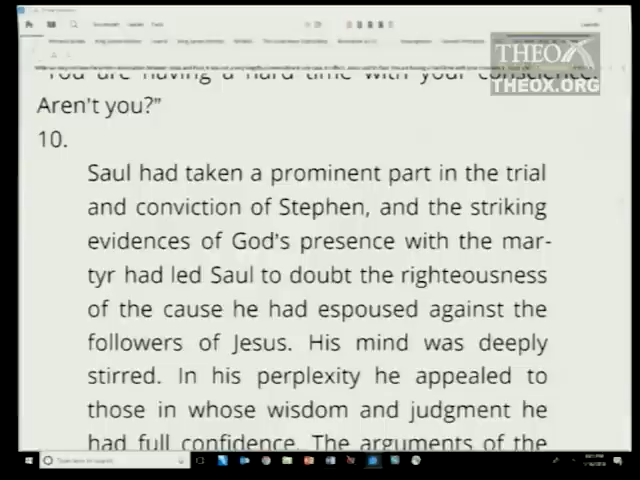 THEOX
THEOX.ORG
"You are having a hard time with your conscience.
Aren't you?"
10.
Saul had taken a prominent part in the trial
and conviction of Stephen, and the striking
evidences of God's presence with the mar-
tyr had led Saul to doubt the righteousness
of the cause he had espoused against the
followers of Jesus. His mind was deeply
stirred. In his perplexity he appealed to
those in whose wisdom and judgment he
had full confidence. The arguments of the